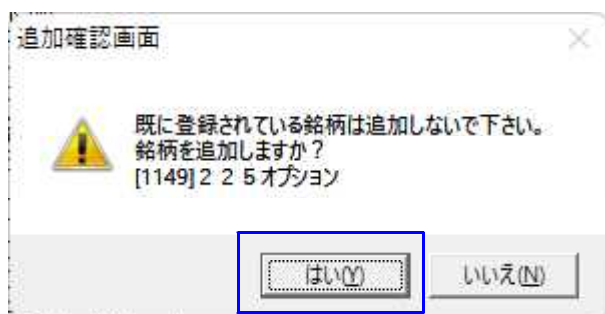 追加確認画面
既に登録されている銘柄は追加しないで下さい。
銘柄を追加しますか？
[1149]２２５オプション
はい(Y)
いいえ(N)